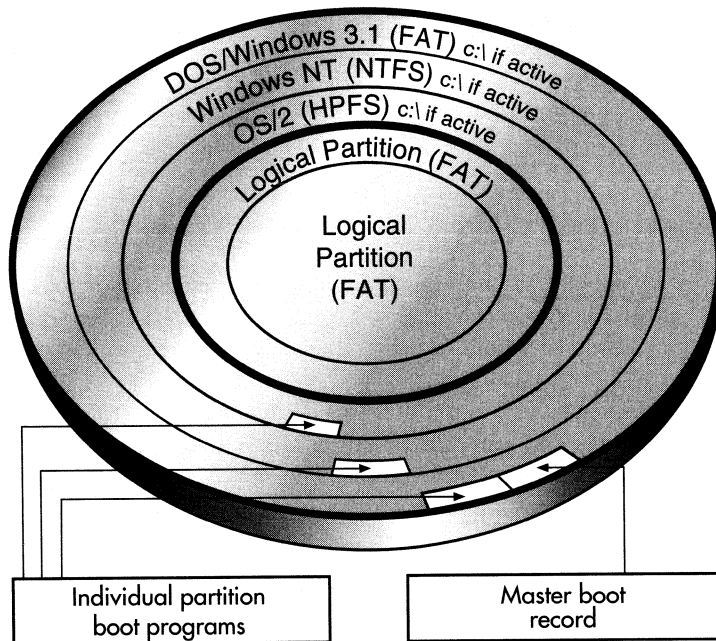 DOS/Windows 3.1 (FAT) c:\ if active
Windows NT (NTFS) c:\ if active
OS/2 (HPFS) c:\ if active
Logical Partition (FAT)
Logical
Partition
(FAT)
Individual partition
boot programs
Master boot
record